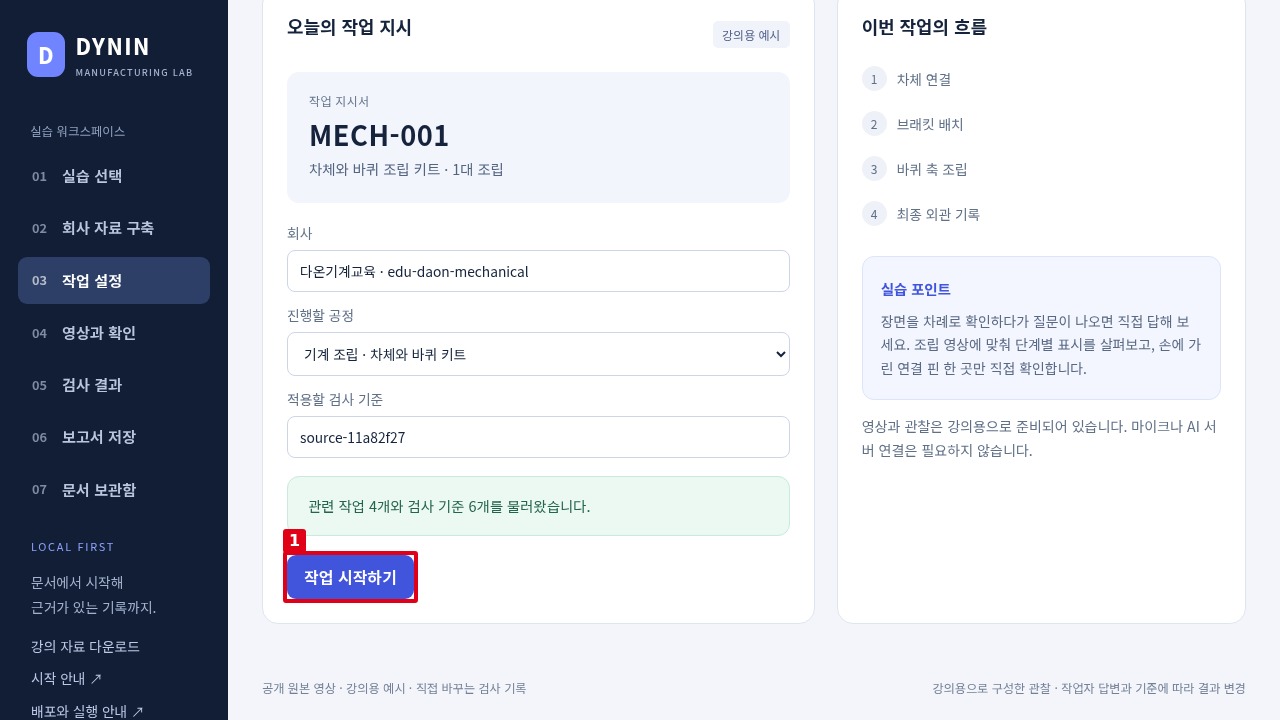 D
DYNIN
MANUFACTURING LAB
실습 워크스페이스
01 실습 선택
02 회사 자료 구축
03 작업 설정
04 영상과 확인
05 검사 결과
06 보고서 저장
07 문서 보관함
LOCAL FIRST
문서에서 시작해
근거가 있는 기록까지.
강의 자료 다운로드
시작 안내 ↗
배포와 실행 안내 ↗
오늘의 작업 지시
강의용 예시
작업 지시서
MECH-001
차체와 바퀴 조립 키트 · 1대 조립
회사
다온기계교육 · edu-daon-mechanical
진행할 공정
기계 조립 · 차체와 바퀴 키트
적용할 검사 기준
source-11a82f27
관련 작업 4개와 검사 기준 6개를 물러왔습니다.
1
작업 시작하기
이번 작업의 흐름
1 차체 연결
2 브래킷 배치
3 바퀴 축 조립
4 최종 외관 기록
실습 포인트
장면을 차례로 확인하다가 질문이 나오면 직접 답해 보
세요. 조립 영상에 맞춰 단계별 표시를 살펴보고, 손에 가
린 연결 핀 한 곳만 직접 확인합니다.
영상과 관찰은 강의용으로 준비되어 있습니다. 마이크나 AI 서
버 연결은 필요하지 않습니다.
공개 원본 영상 · 강의용 예시 · 직접 바꾸는 검사 기록
강의용으로 구성한 관찰 · 작업자 답변과 기준에 따라 결과 변경